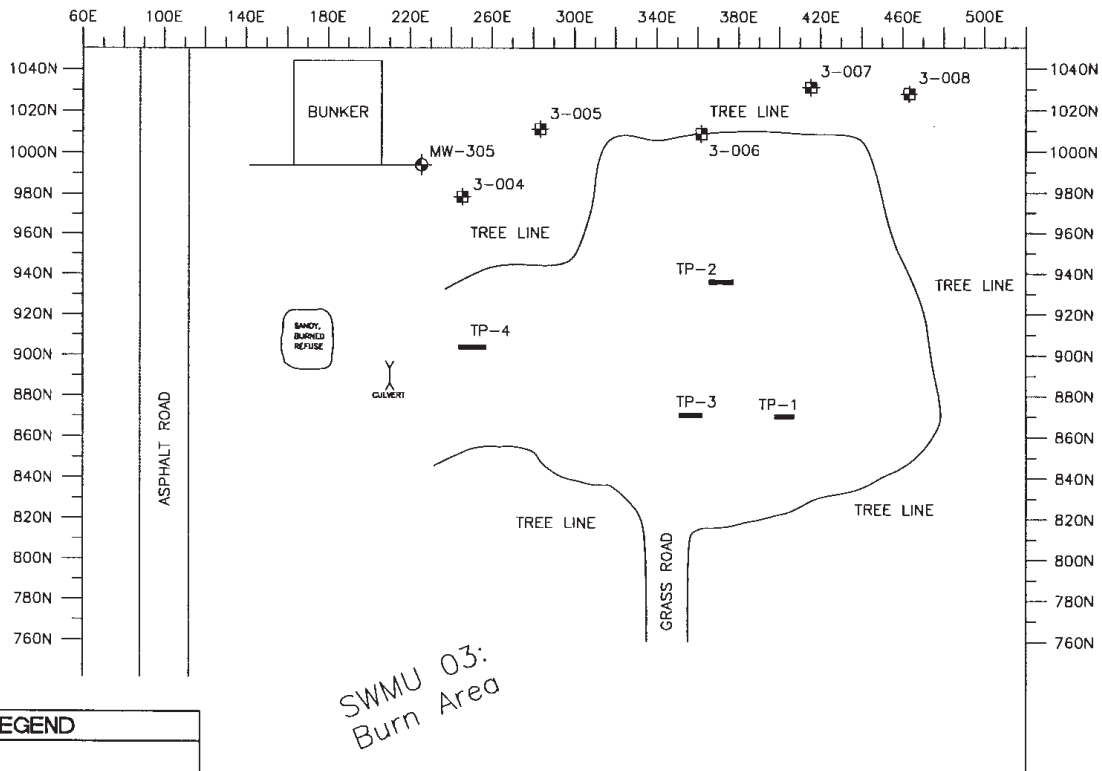 60E 100E 140E 180E 220E 260E 300E 340E 380E 420E 460E 500E
1040N
1020N
1000N
980N
960N
940N
920N
900N
880N
860N
840N
820N
800N
780N
760N
1040N
1020N
1000N
980N
960N
940N
920N
900N
880N
860N
840N
820N
800N
780N
760N
BUNKER
MW-305
3-004
3-005
3-006
3-007
3-008
TREE LINE
TREE LINE
TREE LINE
TP-2
TP-4
SANDY,
BURNED
REFUSE
CULVERT
TP-3
TP-1
ASPHALT ROAD
TREE LINE
TREE LINE
GRASS ROAD
SWMU 03:
Burn Area
EGEND